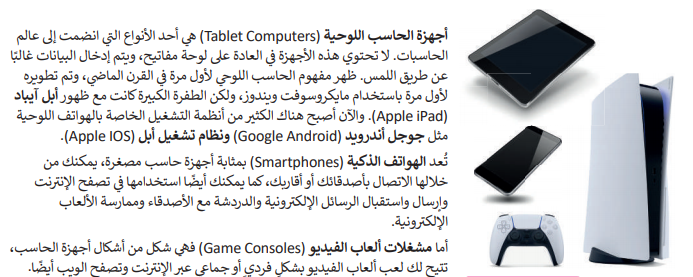 أجهزة الحاسب اللوحية (Tablet Computers) هي أحد الأنواع التي انضمت إلى عالم
الحاسبات. لا تحتوي هذه الأجهزة في العادة على لوحة مفاتيح، ويتم إدخال البيانات غالبًا
عن طريق اللمس. ظهر مفهوم الحاسب اللوحي لأول مرة في القرن الماضي، وتم تطويره
لأول مرة باستخدام مايكروسوفت ويندوز، ولكن الطفرة الكبيرة كانت مع ظهور أبل آيباد
(Apple iPad). والآن أصبح هناك الكثير من أنظمة التشغيل الخاصة بالهواتف اللوحية
مثل جوجل أندرويد (Google Android) ونظام تشغيل أبل (Apple IOS).
تُعد الهواتف الذكية (Smartphones) بمثابة أجهزة حاسب مصغرة، يمكنك من
خلالها الاتصال بأصدقائك أو أقاربك، كما يمكنك أيضًا استخدامها في تصفح الإنترنت
وإرسال واستقبال الرسائل الإلكترونية والدردشة مع الأصدقاء وممارسة الألعاب
الإلكترونية.
أما مشغلات ألعاب الفيديو (Game Consoles) فهي شكل من أشكال أجهزة الحاسب،
تتيح لك لعب ألعاب الفيديو بشكل فردي أو جماعي عبر الإنترنت وتصفح الويب أيضًا.